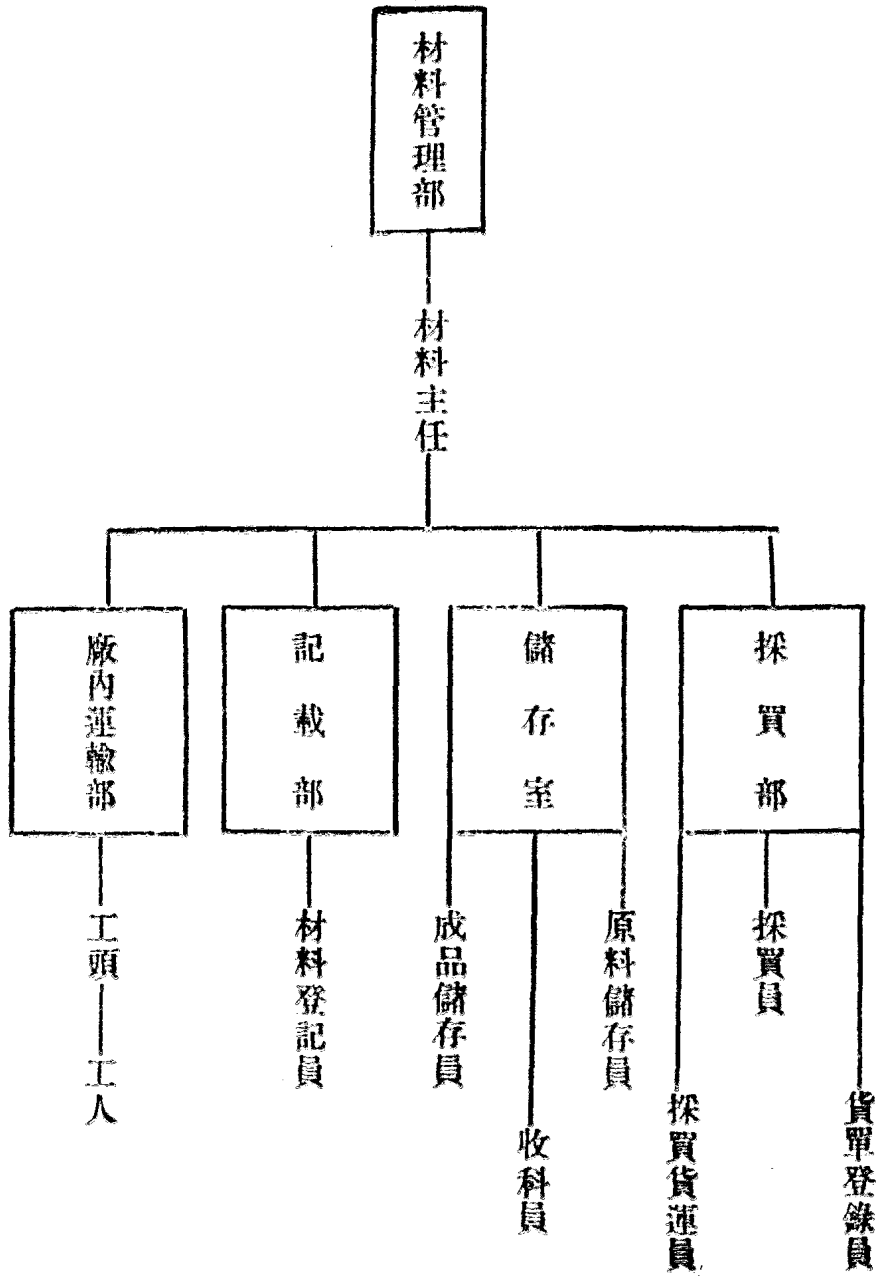 材料管理部
材料主任
採買部
儲存室
記載部
廠內運輸部
貨單登錄員
採買員
採買貨運員
原料儲存員
收科員
成品儲存員
材料登記員
工頭
工人